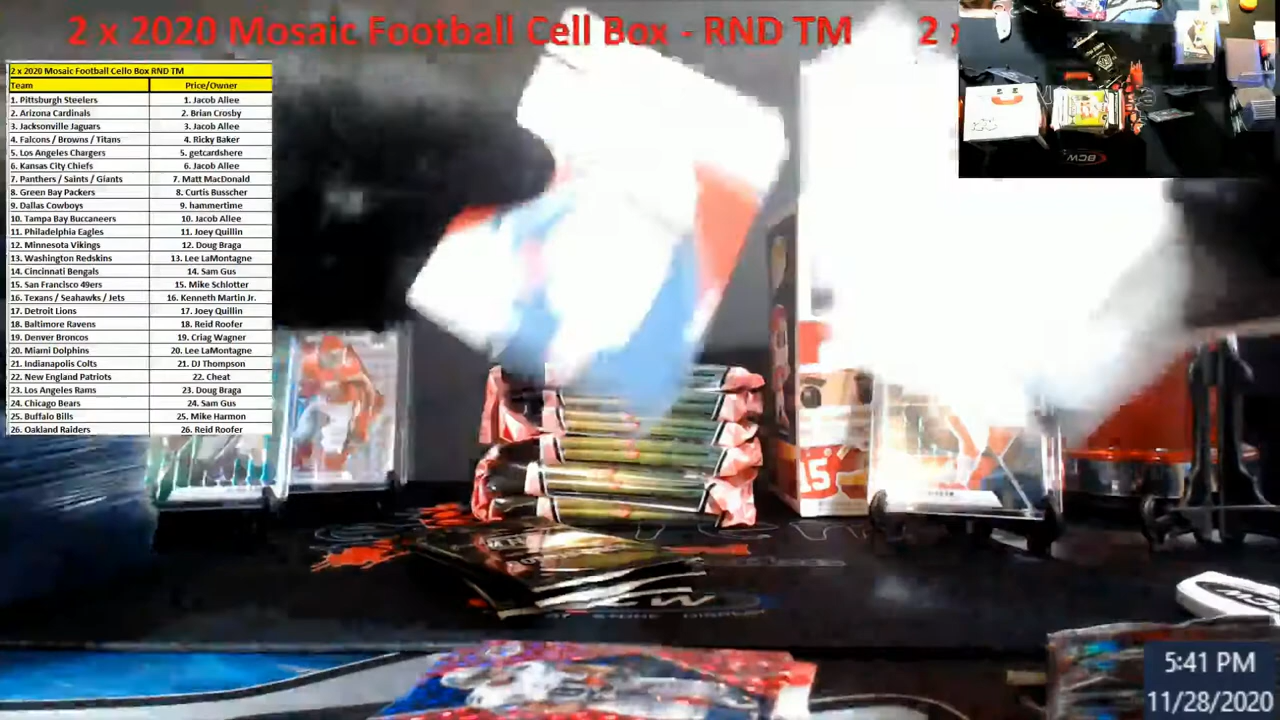 2 x 2020 Mosaic Football Cell Box - RND TM 2 x
2 x 2020 Mosaic Football Cello Box RND TM
Team Price/Owner
1. Pittsburgh Steelers 1. Jacob Allee
2. Arizona Cardinals 2. Brian Crosby
3. Jacksonville Jaguars 3. Jacob Allee
4. Falcons / Browns / Titans 4. Ricky Baker
5. Los Angeles Chargers 5. getcardshere
6. Kansas City Chiefs 6. Jacob Allee
7. Panthers / Saints / Giants 7. Matt MacDonald
8. Green Bay Packers 8. Curtis Busscher
9. Dallas Cowboys 9. hammertime
10. Tampa Bay Buccaneers 10. Jacob Allee
11. Philadelphia Eagles 11. Joey Quillin
12. Minnesota Vikings 12. Doug Braga
13. Washington Redskins 13. Lee LaMontagne
14. Cincinnati Bengals 14. Sam Gus
15. San Francisco 49ers 15. Mike Schlotter
16. Texans / Seahawks / Jets 16. Kenneth Martin Jr.
17. Detroit Lions 17. Joey Quillin
18. Baltimore Ravens 18. Reid Roofer
19. Denver Broncos 19. Criag Wagner
20. Miami Dolphins 20. Lee LaMontagne
21. Indianapolis Colts 21. DJ Thompson
22. New England Patriots 22. Cheat
23. Los Angeles Rams 23. Doug Braga
24. Chicago Bears 24. Sam Gus
25. Buffalo Bills 25. Mike Harmon
26. Oakland Raiders 26. Reid Roofer
BCW
15
5:41 PM
11/28/2020